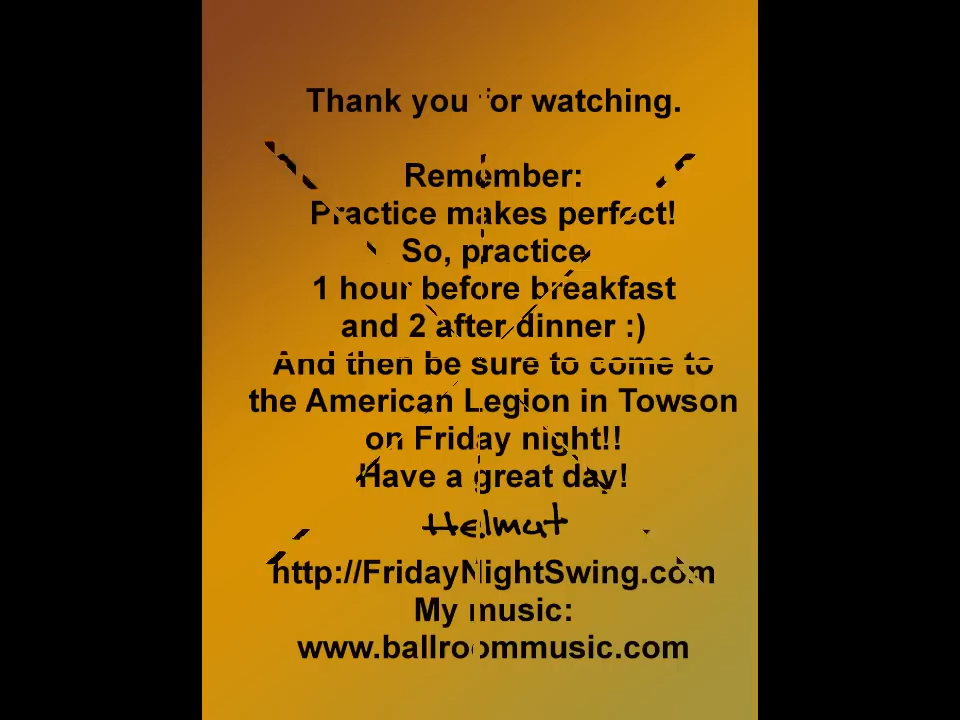 Thank you for watching.
Remember:
Practice makes perfect!
So, practice
1 hour before breakfast
and 2 after dinner :)
And then be sure to come to
the American Legion in Towson
on Friday night!!
Have a great day!
Helmut
http://FridayNightSwing.com
My music:
www.ballroommusic.com